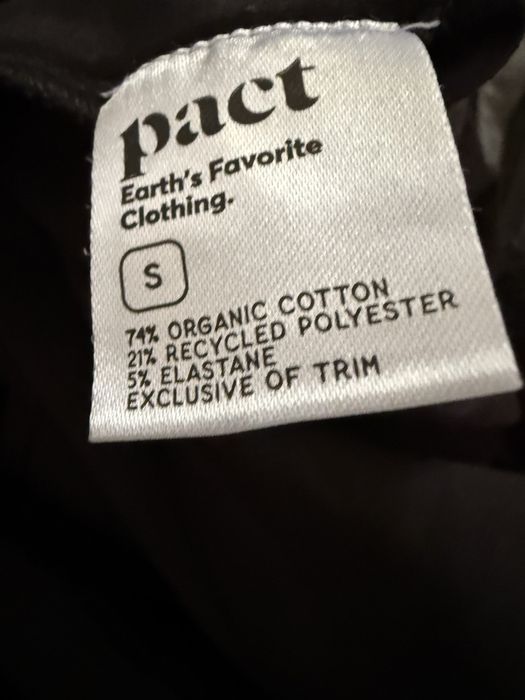 pact
Earth's Favorite
Clothing.
S
74% ORGANIC COTTON
21% RECYCLED POLYESTER
5% ELASTANE
EXCLUSIVE OF TRIM